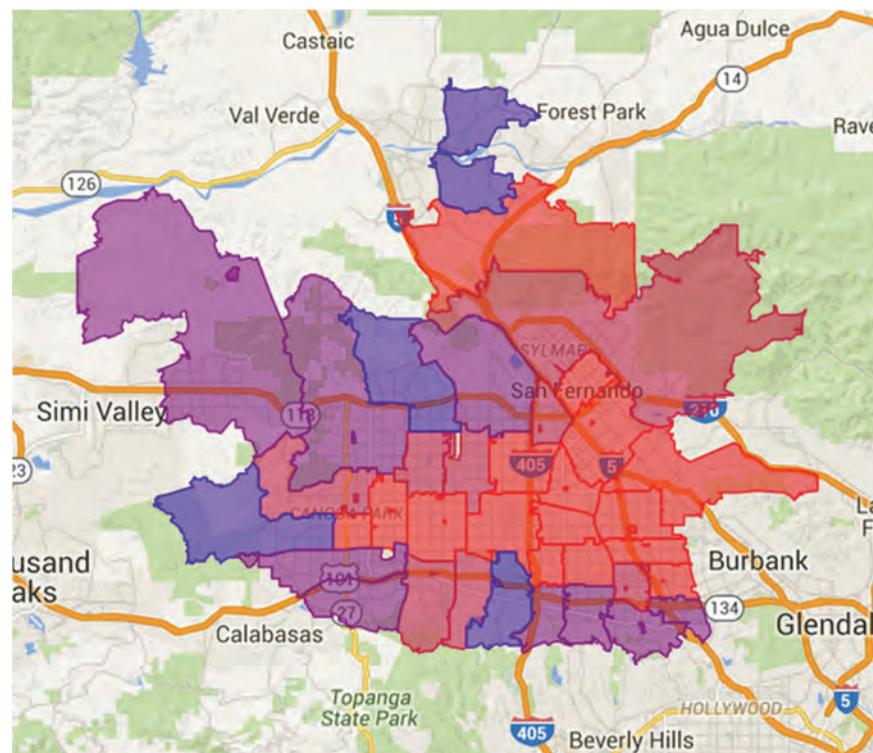 Castaic
Agua Dulce
14
Val Verde
Forest Park
Rave
126
5
SYLMAR
San Fernando
Simi Valley
118
210
23
405
5
CANOGA PARK
La
F
usand
aks
101
Burbank
27
134
Calabasas
Glendal
Topanga
State Park
5
HOLLYWOOD
405
Beverly Hills